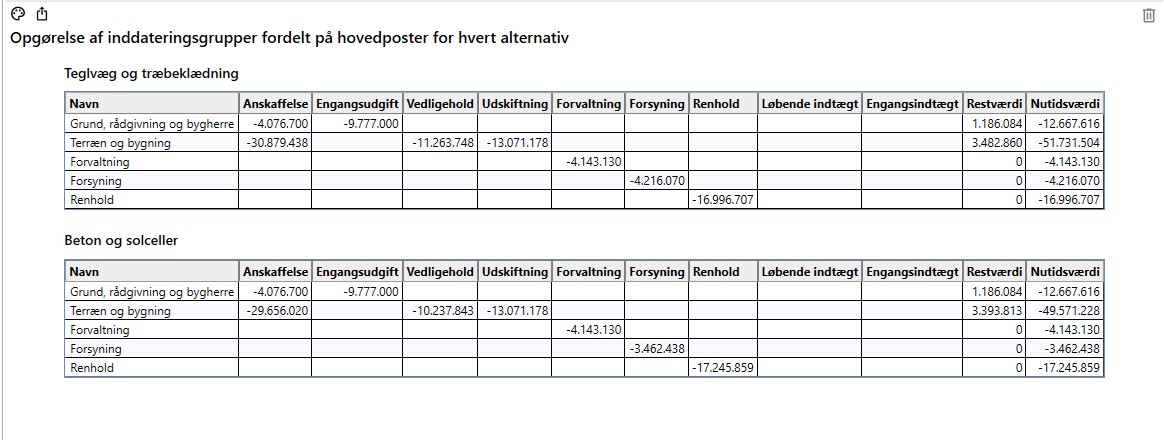 Opgørelse af inddateringsgrupper fordelt på hovedposter for hvert alternativ
Teglvæg og træbeklædning
Navn Anskaffelse Engangsudgift Vedligehold Udskiftning Forvaltning Forsyning Renhold Løbende indtægt Engangsindtægt Restværdi Nutidsværdi
Grund, rådgivning og bygherre -4.076.700 -9.777.000 1.186.084 -12.667.616
Terræn og bygning -30.879.438 -11.263.748 -13.071.178 3.482.860 -51.731.504
Forvaltning -4.143.130 0 -4.143.130
Forsyning -4.216.070 0 -4.216.070
Renhold -16.996.707 0 -16.996.707
Beton og solceller
Navn Anskaffelse Engangsudgift Vedligehold Udskiftning Forvaltning Forsyning Renhold Løbende indtægt Engangsindtægt Restværdi Nutidsværdi
Grund, rådgivning og bygherre -4.076.700 -9.777.000 1.186.084 -12.667.616
Terræn og bygning -29.656.020 -10.237.843 -13.071.178 3.393.813 -49.571.228
Forvaltning -4.143.130 0 -4.143.130
Forsyning -3.462.438 0 -3.462.438
Renhold -17.245.859 0 -17.245.859